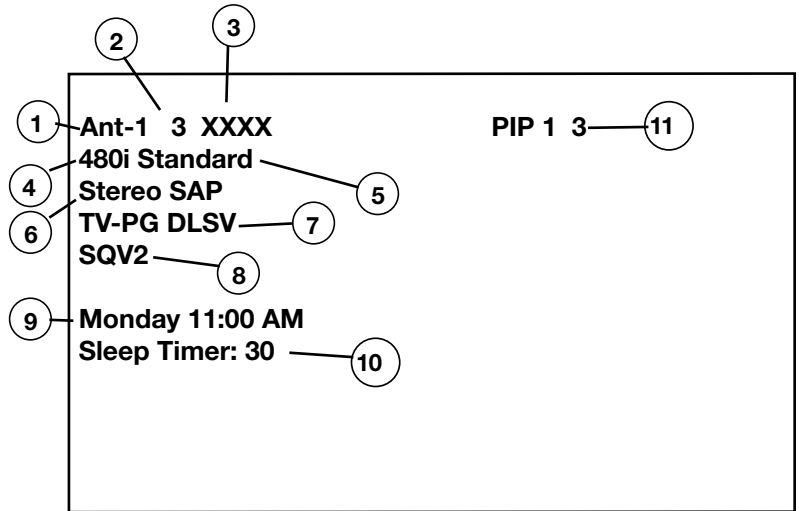 2 3
1 Ant-1 3 XXXX PIP 1 3 11
4 480i Standard 5
6 Stereo SAP
TV-PG DLSV 7
SQV2 8
9 Monday 11:00 AM
Sleep Timer: 30 10